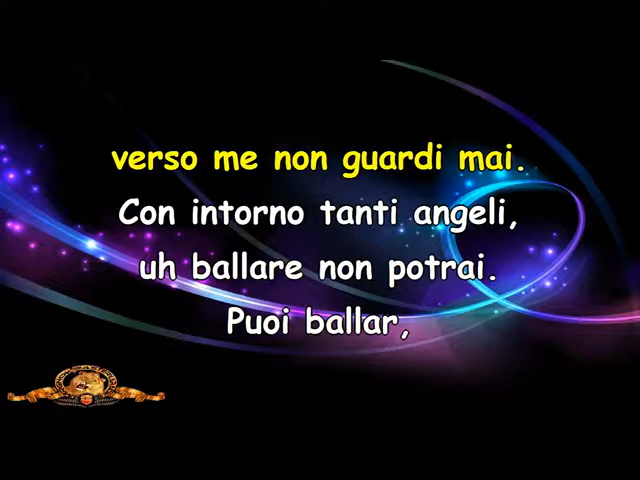 verso me non guardi mai.
Con intorno tanti angeli,
uh ballare non potrai.
Puoi ballar,